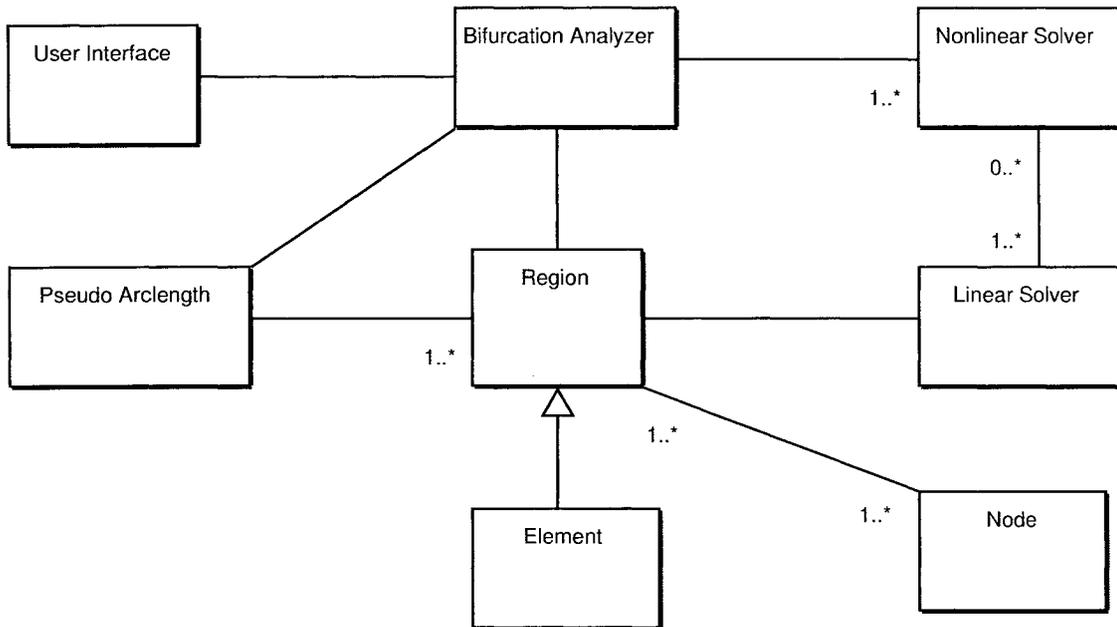 User Interface
Bifurcation Analyzer
Nonlinear Solver
1..*
0..*
1..*
Pseudo Arclength
Region
Linear Solver
1..*
1..*
1..*
Element
Node